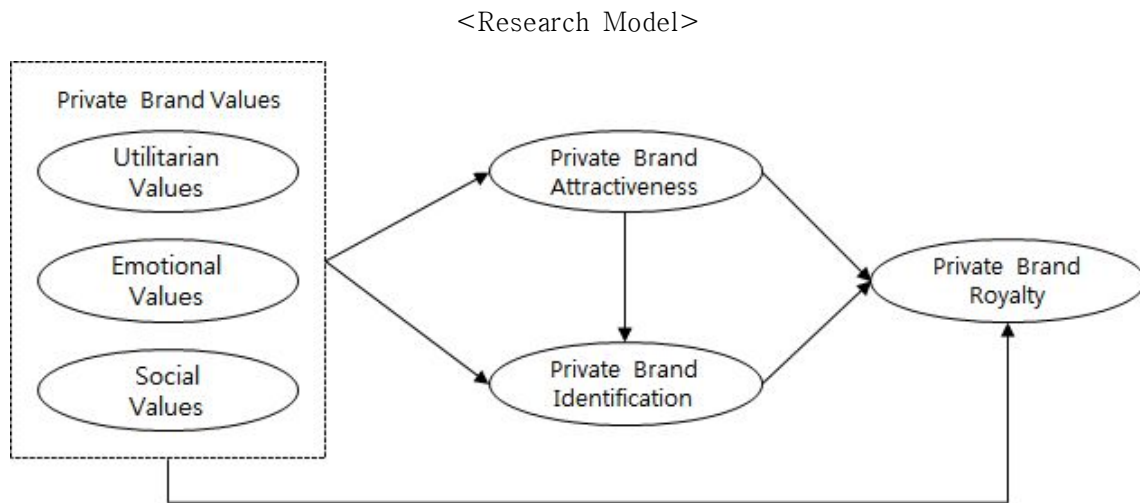 <Research Model>
Private Brand Values
Utilitarian
Values
Emotional
Values
Social
Values
Private Brand
Attractiveness
Private Brand
Identification
Private Brand
Royalty